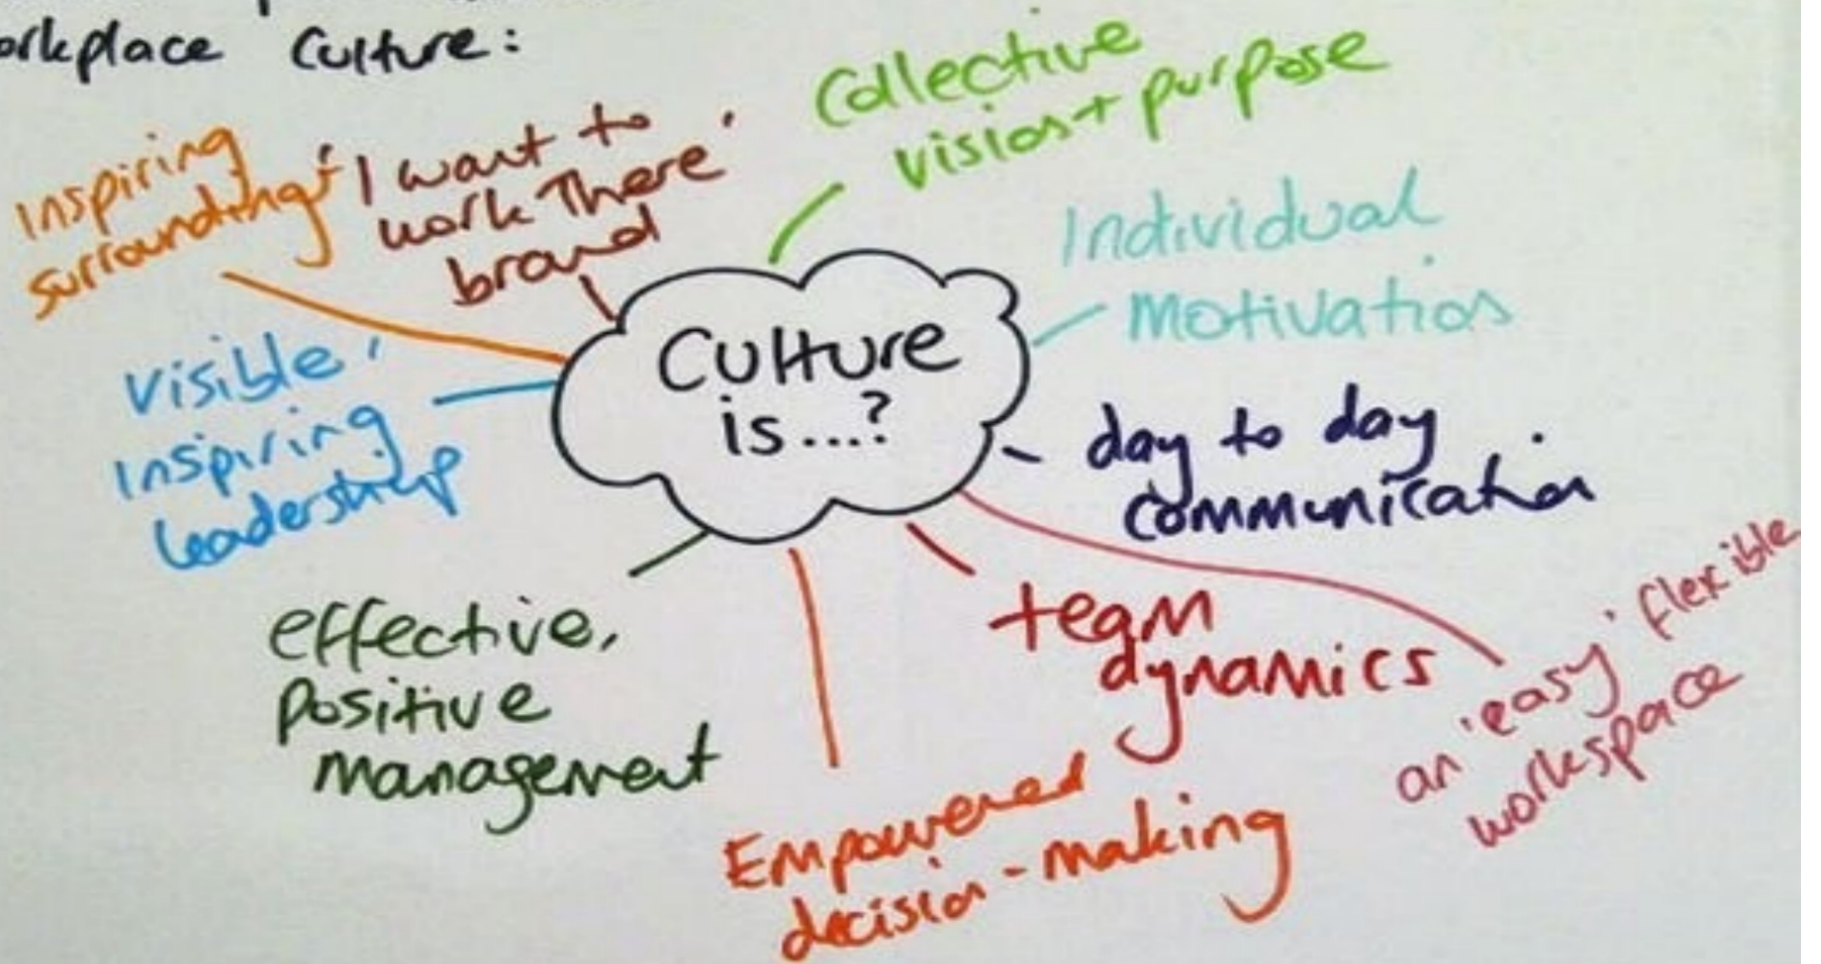 orkplace Culture:
Inspiring
surroundings
'I want to
work There'
brand
Collective
vision + purpose
Individual
Motivation
Culture
is...?
visible,
inspiring
leadership
day to day
communication
effective,
positive
management
team
dynamics
an 'easy' flexible
workspace
Empowered
decision-making